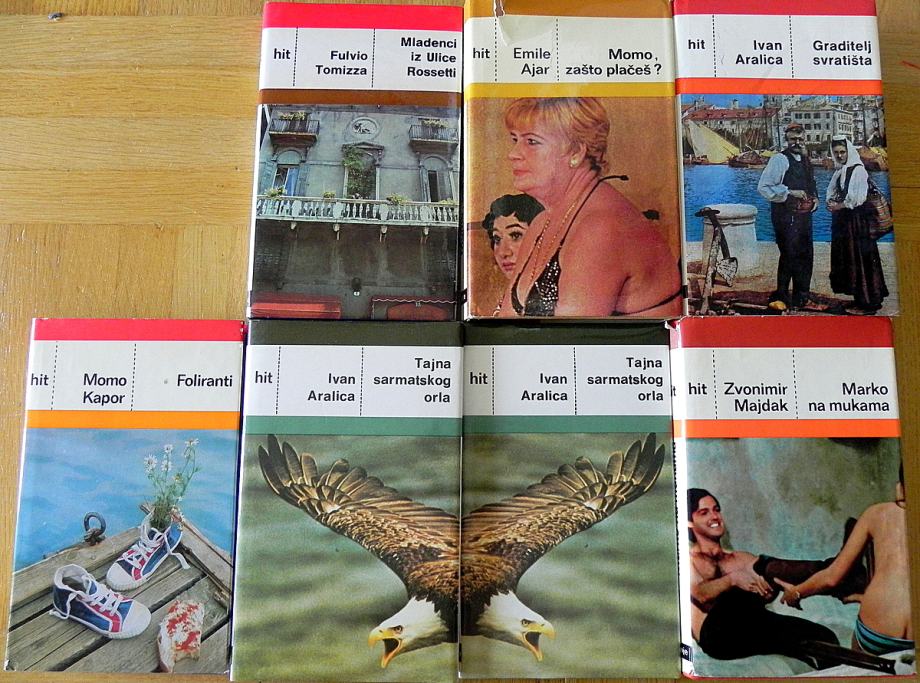 hit
Fulvio
Tomizza
Mladenci
iz Ulice
Rossetti
hit
Emile
Ajar
Momo,
zašto plačeš?
hit
Ivan
Aralica
Graditelj
svratišta
hit
Momo
Kapor
Foliranti
hit
Ivan
Aralica
Tajna
sarmatskog
orla
hit
Ivan
Aralica
Tajna
sarmatskog
orla
hit
Zvonimir
Majdak
Marko
na mukama